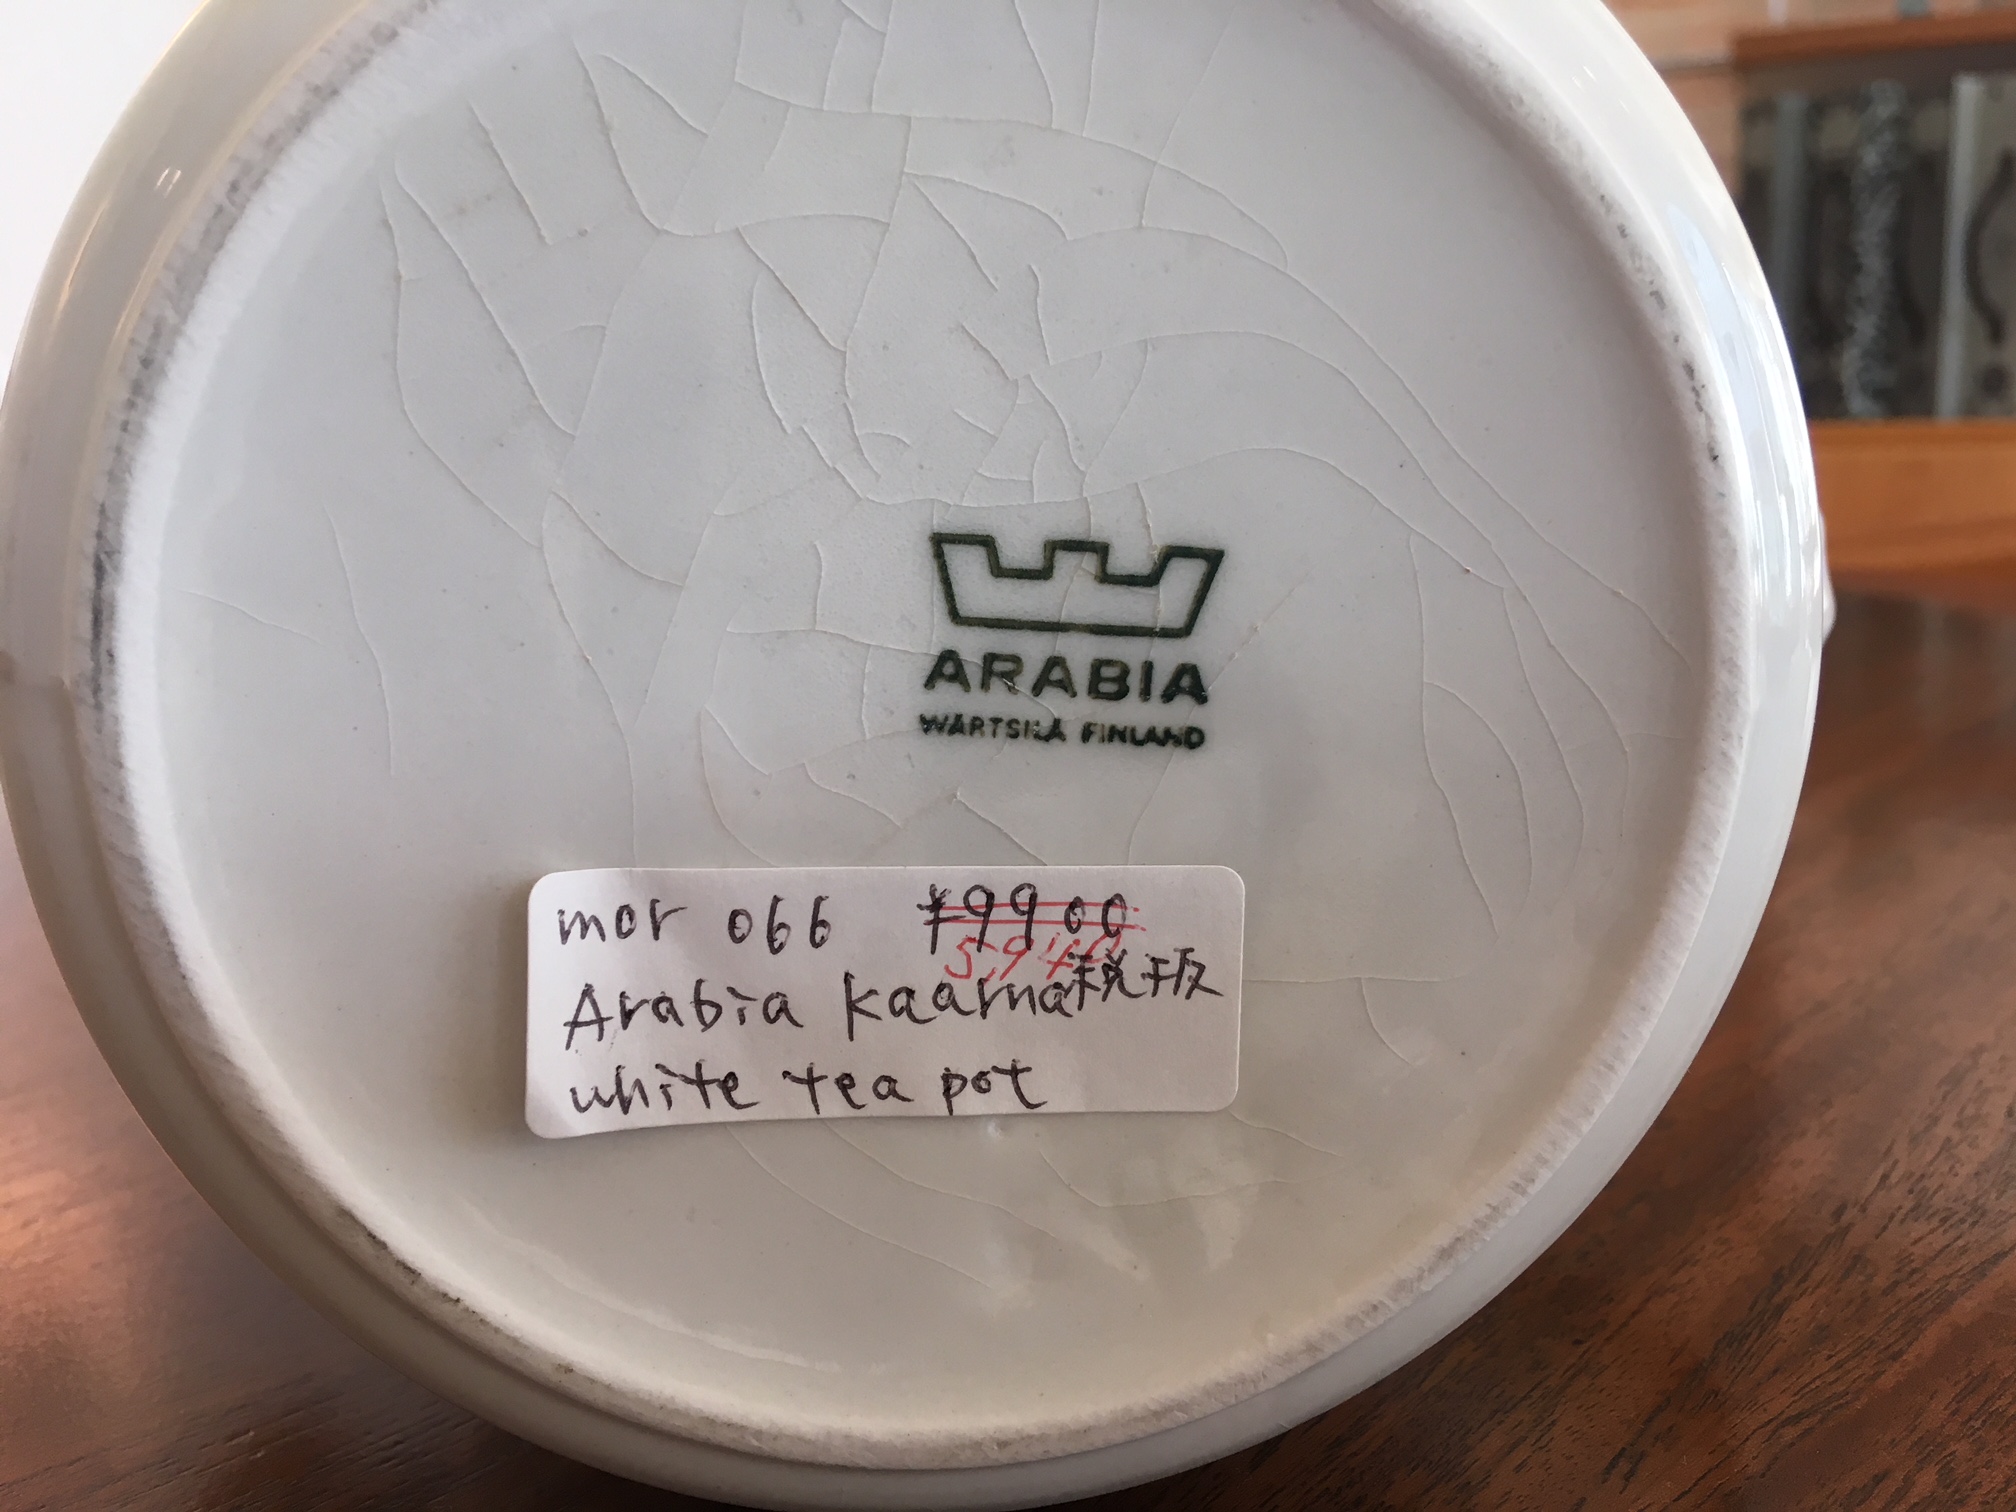 ARABIA
WÄRTSILÄ FINLAND
mor 066 ¥9900
5,940
Arabia kaarna税抜
white tea pot